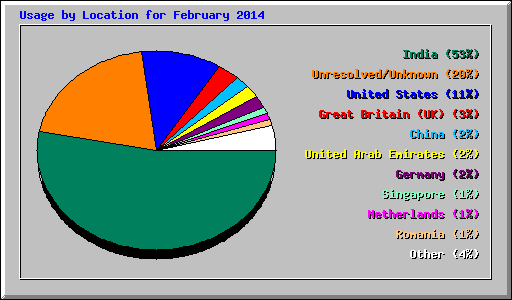 Usage by Location for February 2014
India (53%)
Unresolved/Unknown (20%)
United States (11%)
Great Britain (UK) (3%)
China (2%)
United Arab Emirates (2%)
Germany (2%)
Singapore (1%)
Netherlands (1%)
Romania (1%)
Other (4%)